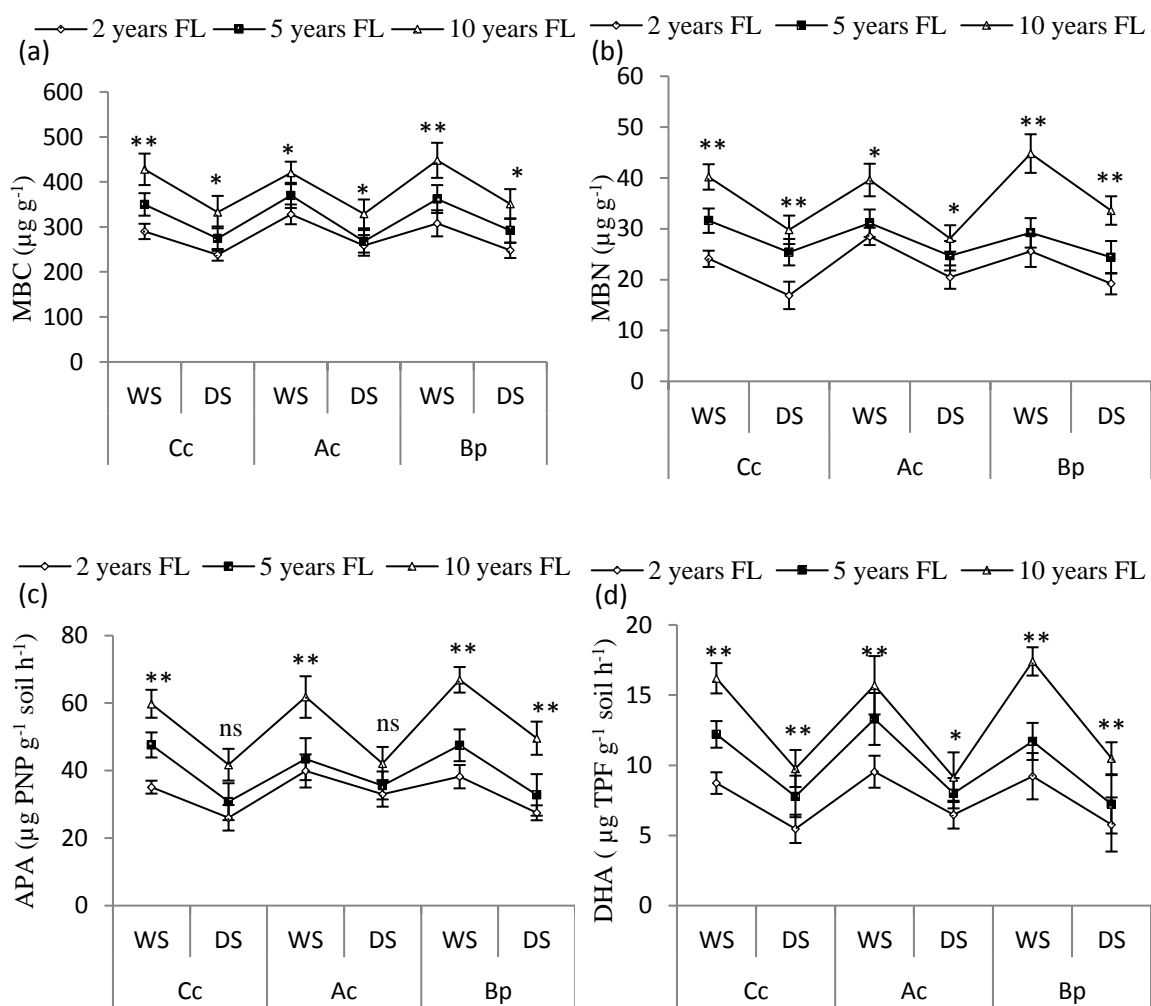 2 years FL 5 years FL 10 years FL
(a)
MBC (µg g-1)
600
500
400
300
200
100
0
** * * * ** *
WS DS WS DS WS DS
Cc Ac Bp
2 years FL 5 years FL 10 years FL
(b)
MBN (µg g-1)
60
50
40
30
20
10
0
** ** * * ** **
WS DS WS DS WS DS
Cc Ac Bp
2 years FL 5 years FL 10 years FL
(c)
APA (µg PNP g-1 soil h-1)
80
60
40
20
0
** ns ** ns ** **
WS DS WS DS WS DS
Cc Ac Bp
2 years FL 5 years FL 10 years FL
(d)
DHA ( µg TPF g-1 soil h-1)
20
15
10
5
0
** ** ** * ** **
WS DS WS DS WS DS
Cc Ac Bp